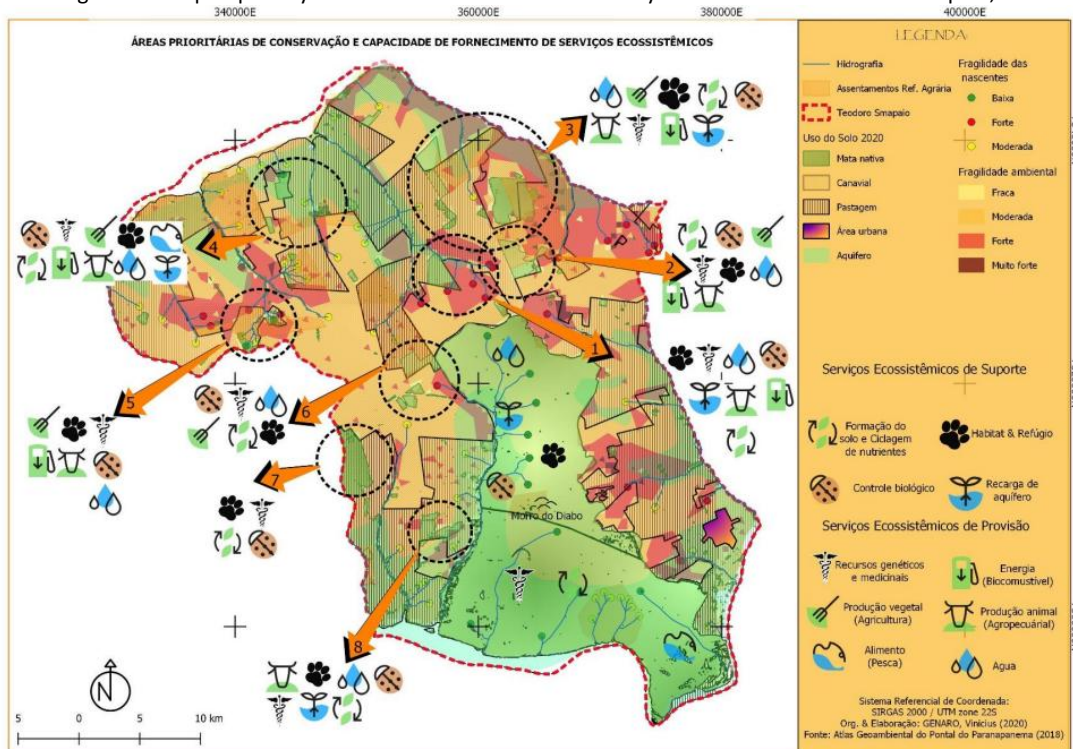 340000E 360000E 380000E 400000E
ÁREAS PRIORITÁRIAS DE CONSERVAÇÃO E CAPACIDADE DE FORNECIMENTO DE SERVIÇOS ECOSSISTÊMICOS
3
4
2
1
5
6
7
Morro do Diabo
8
N
5 0 5 10 km
LEGENDA:
Hidrografia
Assentamentos Ref. Agrária
Teodoro Smapaio
Uso do Solo 2020
Mata nativa
Canavial
Pastagem
Área urbana
Aquífero
Fragilidade das
nascentes
Baixa
Forte
Moderada
Fragilidade ambiental
Fraca
Moderada
Forte
Muito forte
Serviços Ecossistêmicos de Suporte
Formação do
solo e Ciclagem
de nutrientes
Habitat & Refúgio
Controle biológico
Recarga de
aquífero
Serviços Ecossistêmicos de Provisão
Recursos genéticos
e medicinais
Energia
(Biocomustível)
Produção vegetal
(Agricultura)
Produção animal
(Agropecuárial)
Alimento
(Pesca)
Agua
Sistema Referencial de Coordenada:
SIRGAS 2000 / UTM zone 22S
Org. & Elaboração: GENARO, Vinicius (2020)
Fonte: Atlas Geoambiental do Pontal do Paranapanema (2018)